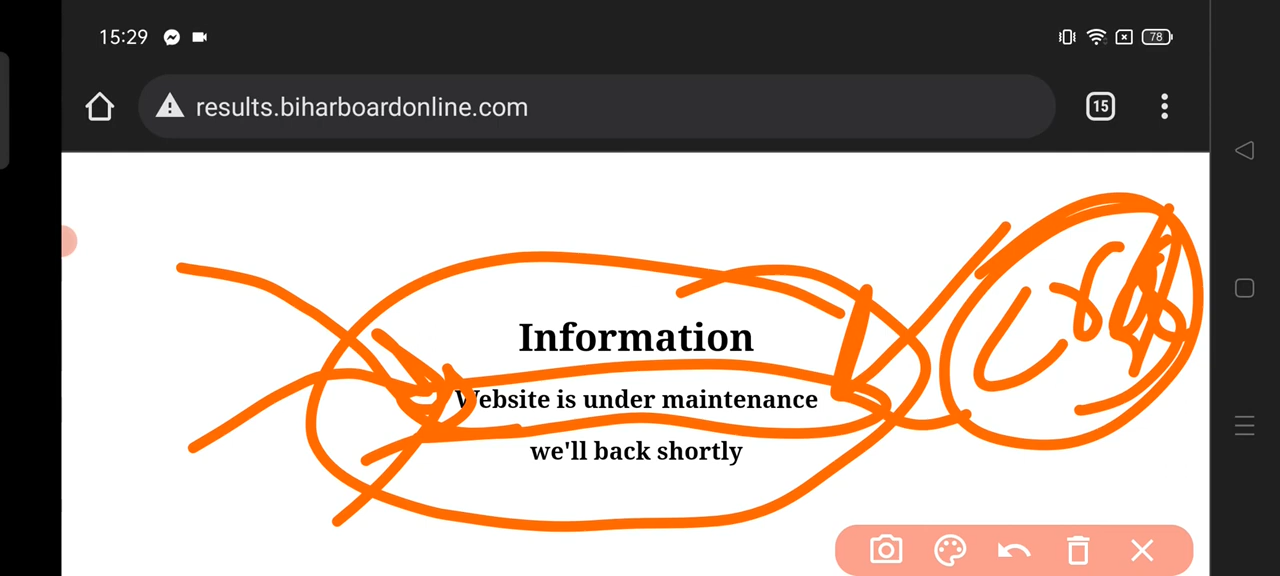 15:29
78
results.biharboardonline.com
15
Information
Website is under maintenance
we'll back shortly